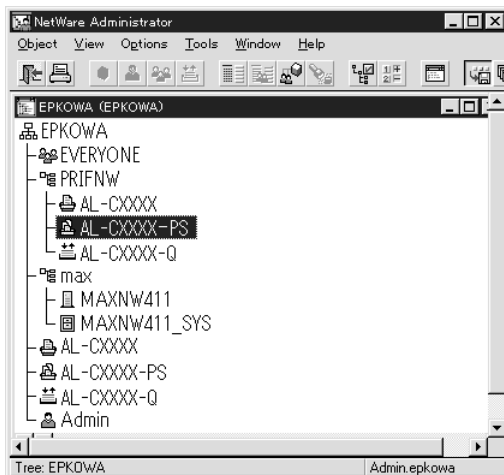 NetWare Administrator
Object View Options Tools Window Help
EPKOWA (EPKOWA)
EPKOWA
EVERYONE
PRIFNW
AL-CXXXX
AL-CXXXX-PS
AL-CXXXX-Q
max
MAXNW411
MAXNW411_SYS
AL-CXXXX
AL-CXXXX-PS
AL-CXXXX-Q
Admin
Tree: EPKOWA Admin.epkowa